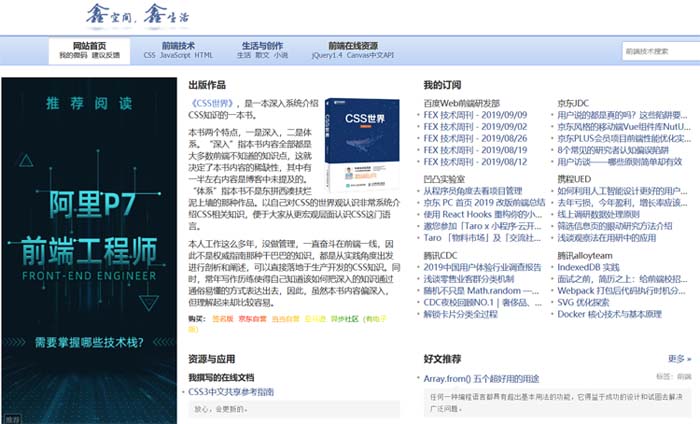 鑫空间,鑫生活
网站首页
我的微码 建议反馈
前端技术
CSS JavaScript HTML
生活与创作
生活 散文 小说
前端在线资源
jQuery1.4 Canvas中文API
前端技术搜索
推荐阅读
阿里P7
前端工程师
FRONT-END ENGINEER
需要掌握哪些技术栈?
推荐
出版作品
《CSS世界》,是一本深入系统介绍
CSS知识的一本书。
本书两个特点,一是深入,二是体
系。“深入”指本书内容全部都是
大多数前端不知道的知识点,这就
决定了本书内容的稀缺性,其中有
一半左右内容是博客中未提及的。
“体系”指本书不是东拼西凑扶烂
泥上墙的那种作品。以自己对CSS的世界观认识非常系统介
绍CSS相关知识,便于大家从更宏观层面认识CSS这门语
言。
CSS世界
本人工作这么多年,没做管理,一直奋斗在前端一线,因
此不是权威指南那种干巴巴的知识,都是从实践角度出发
进行剖析和阐述,可以直接落地于生产开发的CSS知识。同
时,常年写作历练使得自己知道该如何把深入的知识通过
通俗易懂的方式表达出去,因此,虽然本书内容偏深入,
但理解起来却比较容易。
购买: 签名版 京东自营 当当自营 亚马逊 异步社区(有电子
版)
资源与应用
我撰写的在线文档
CSS3中文共享参考指南
放心,会更新的。
我的订阅
百度Web前端研发部
FEX 技术周刊 - 2019/09/09
FEX 技术周刊 - 2019/09/02
FEX 技术周刊 - 2019/08/26
FEX 技术周刊 - 2019/08/19
FEX 技术周刊 - 2019/08/12
京东JDC
用户说的都是真的吗?这些陷阱要...
京东风格的移动端Vue组件库NutU...
京东PLUS会员项目前端性能优化实...
8个常见的研究者认知偏误陷阱
用户访谈——哪些原则简单却有效
凹凸实验室
从程序员角度去看项目管理
京东 PC 首页 2019 改版前端总结
使用 React Hooks 重构你的小...
邀您参加「Taro x 小程序·云开...
Taro 「物料市场」及「交流社...
携程UED
如何利用人工智能设计更好的用户...
去年亏损,今年盈利,增长率应该...
线上调研数据处理原则
筛选信息页的眼动研究方法介绍
浅谈观察法在用研中的应用
腾讯CDC
2019中国用户体验行业调查报告
浅谈零售业客群分类机制
随机不只是 Math.random —...
CDC夜校回顾NO.1 | 奢侈品、...
解锁卡片分类全过程
腾讯alloyteam
IndexedDB 实践
面试之前,简历之上: 给前端校招...
Webpack 打包后代码执行时机分...
SVG 优化探索
Docker 核心技术与基本原理
好文推荐
更多 »
Array.from() 五个超好用的用途
标签: 前端
任何一种编程语言都具有超出基本用法的功能,它得益于成功的设计和试图去解决
广泛问题。